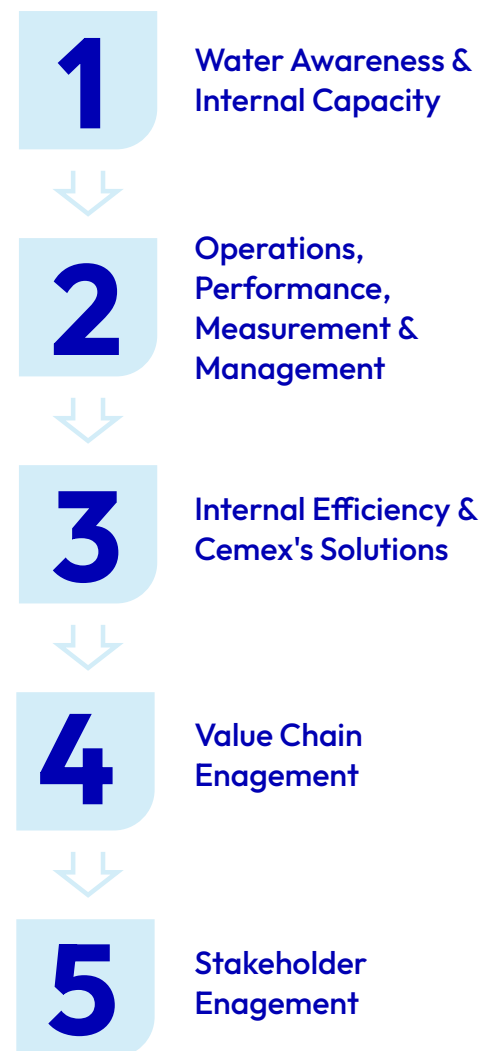 1
Water Awareness &
Internal Capacity
2
Operations,
Performance,
Measurement &
Management
3
Internal Efficiency &
Cemex's Solutions
4
Value Chain
Enagement
5
Stakeholder
Enagement